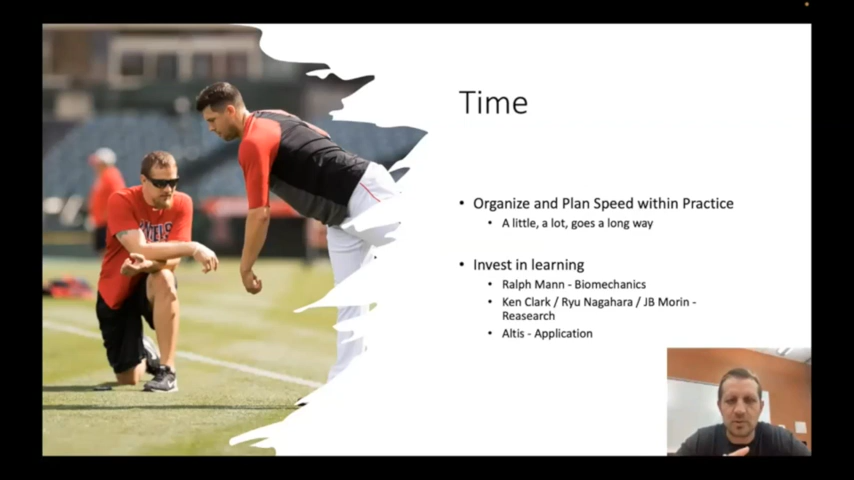 Time
• Organize and Plan Speed within Practice
• A little, a lot, goes a long way
• Invest in learning
• Ralph Mann - Biomechanics
• Ken Clark / Ryu Nagahara / JB Morin -
Reasearch
• Altis - Application